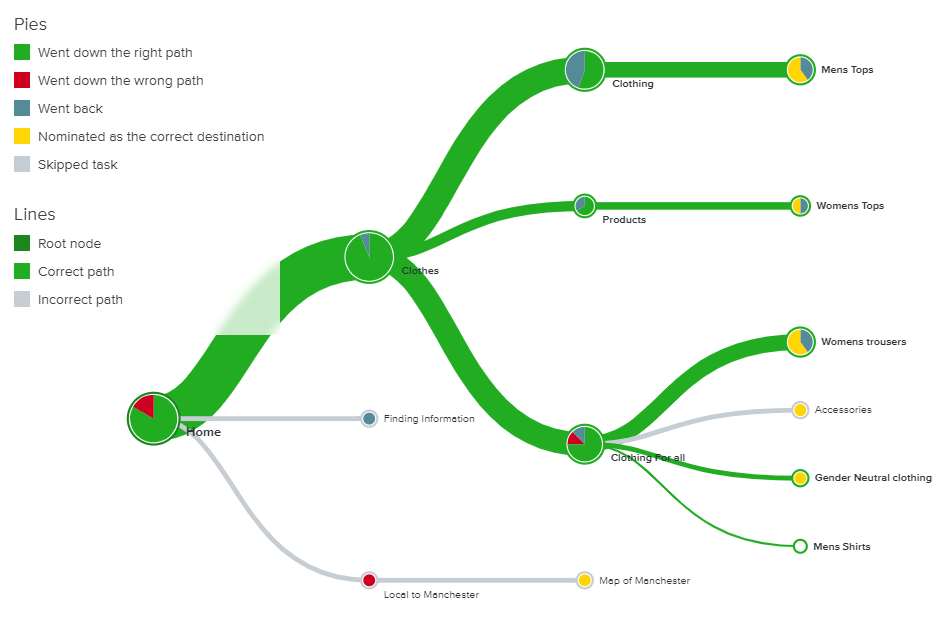 Pies
Went down the right path
Went down the wrong path
Went back
Nominated as the correct destination
Skipped task
Lines
Root node
Correct path
Incorrect path
Clothing
Mens Tops
Products
Womens Tops
Clothes
Womens trousers
Accessories
Home
Finding Information
Clothing For all
Gender Neutral clothing
Mens Shirts
Local to Manchester
Map of Manchester